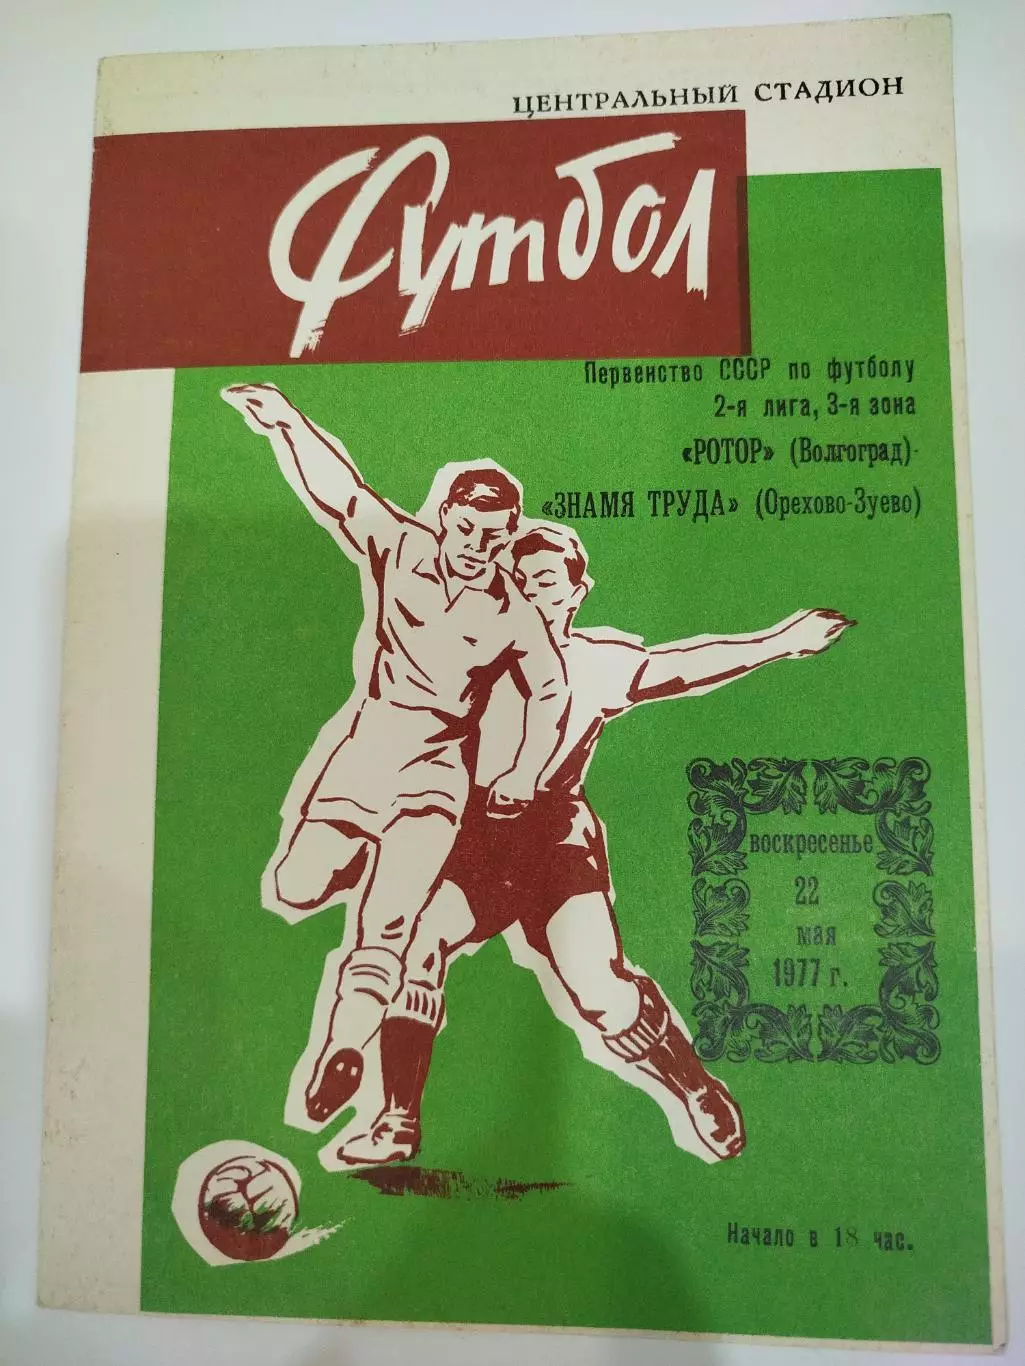 ЦЕНТРАЛЬНЫЙ СТАДИОН
Футбол
Первенство СССР по футболу
2-я лига, 3-я зона
«РОТОР» (Волгоград)-
«ЗНАМЯ ТРУДА» (Орехово-Зуево)
воскресенье
22
мая
1977 г.
Начало в 18 час.